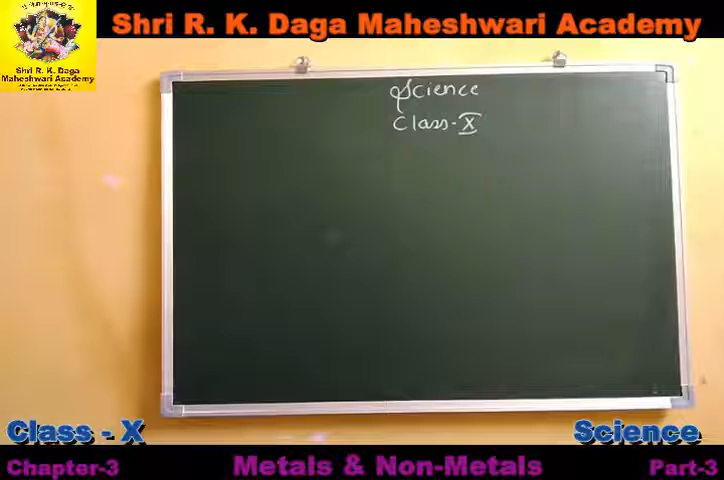 Shri R. K. Daga Maheshwari Academy
Shri R. K. Daga
Maheshwari Academy
Science
Class-X
Class - X
Science
Chapter-3
Metals & Non-Metals
Part-3